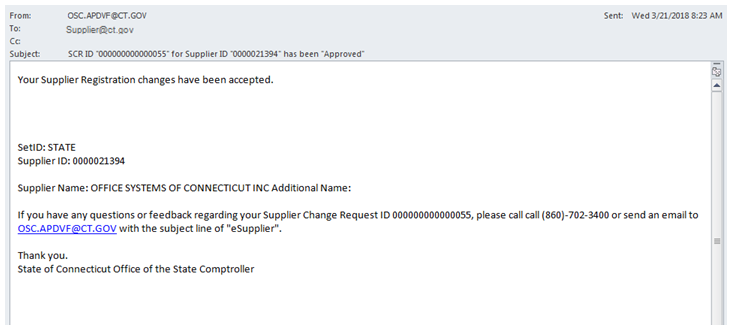 From: OSC.APDVF@CT.GOV Sent: Wed 3/21/2018 8:23 AM
To: Supplier@ct.gov
Cc:
Subject: SCR ID "000000000000055" for Supplier ID "0000021394" has been "Approved"
Your Supplier Registration changes have been accepted.
SetID: STATE
Supplier ID: 0000021394
Supplier Name: OFFICE SYSTEMS OF CONNECTICUT INC Additional Name:
If you have any questions or feedback regarding your Supplier Change Request ID 000000000000055, please call call (860)-702-3400 or send an email to
OSC.APDVF@CT.GOV with the subject line of "eSupplier".
Thank you.
State of Connecticut Office of the State Comptroller